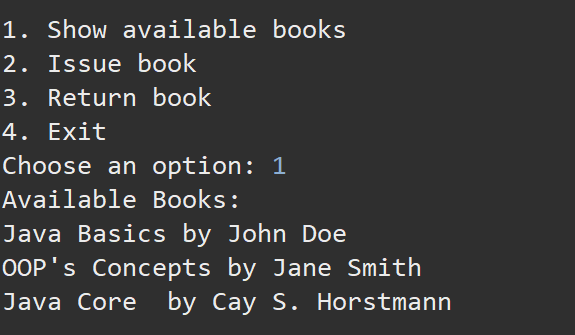 1. Show available books
2. Issue book
3. Return book
4. Exit
Choose an option: 1
Available Books:
Java Basics by John Doe
OOP's Concepts by Jane Smith
Java Core  by Cay S. Horstmann